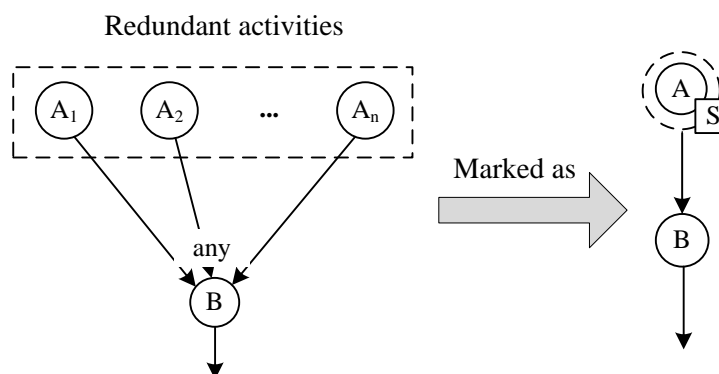 Redundant activities
A₁ A₂ ... Aₙ
any
B
Marked as
A
S
B